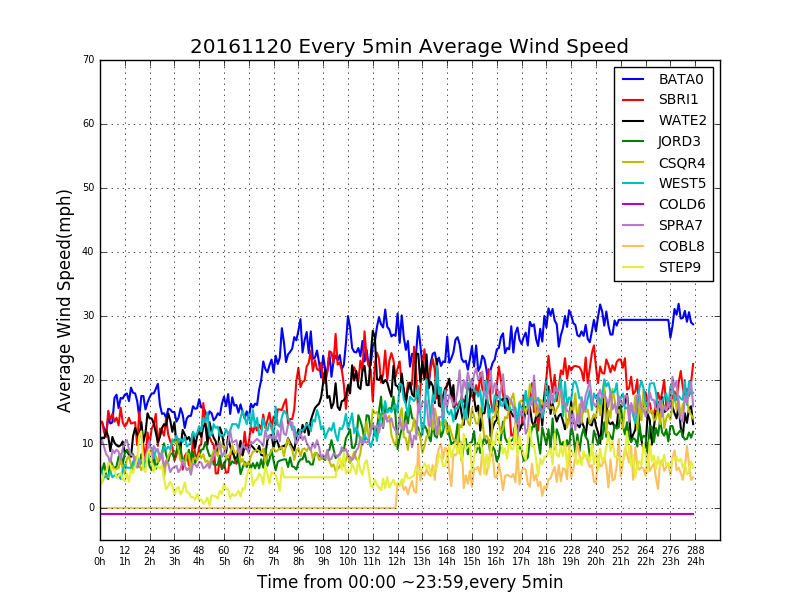 20161120 Every 5min Average Wind Speed
70
60
50
40
30
20
10
0
Average Wind Speed(mph)
BATA0
SBRI1
WATE2
JORD3
CSQR4
WEST5
COLD6
SPRA7
COBL8
STEP9
0 12 24 36 48 60 72 84 96 108 120 132 144 156 168 180 192 204 216 228 240 252 264 276 288
0h 1h 2h 3h 4h 5h 6h 7h 8h 9h 10h 11h 12h 13h 14h 15h 16h 17h 18h 19h 20h 21h 22h 23h 24h
Time from 00:00 ~23:59,every 5min